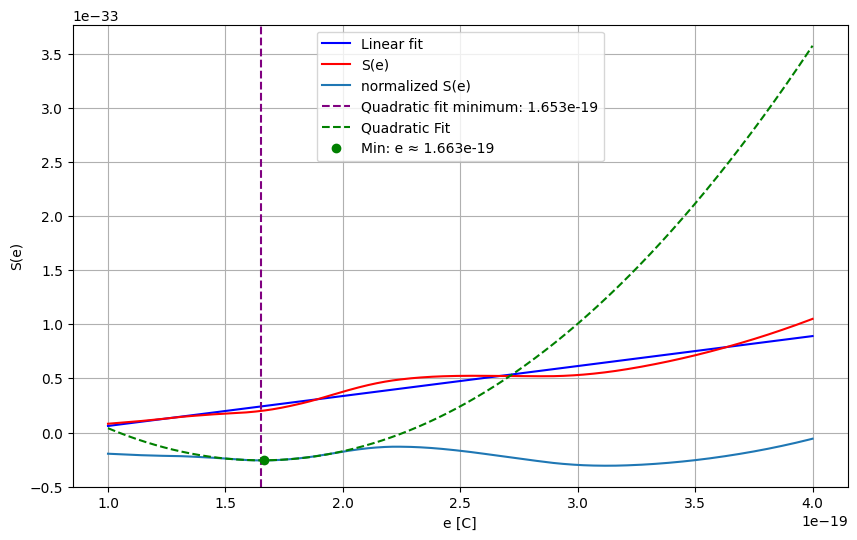 1e−33
Linear fit
S(e)
normalized S(e)
Quadratic fit minimum: 1.653e-19
Quadratic Fit
Min: e ≈ 1.663e-19
3.5
3.0
2.5
2.0
1.5
1.0
0.5
0.0
−0.5
S(e)
1.0 1.5 2.0 2.5 3.0 3.5 4.0
e [C]
1e−19